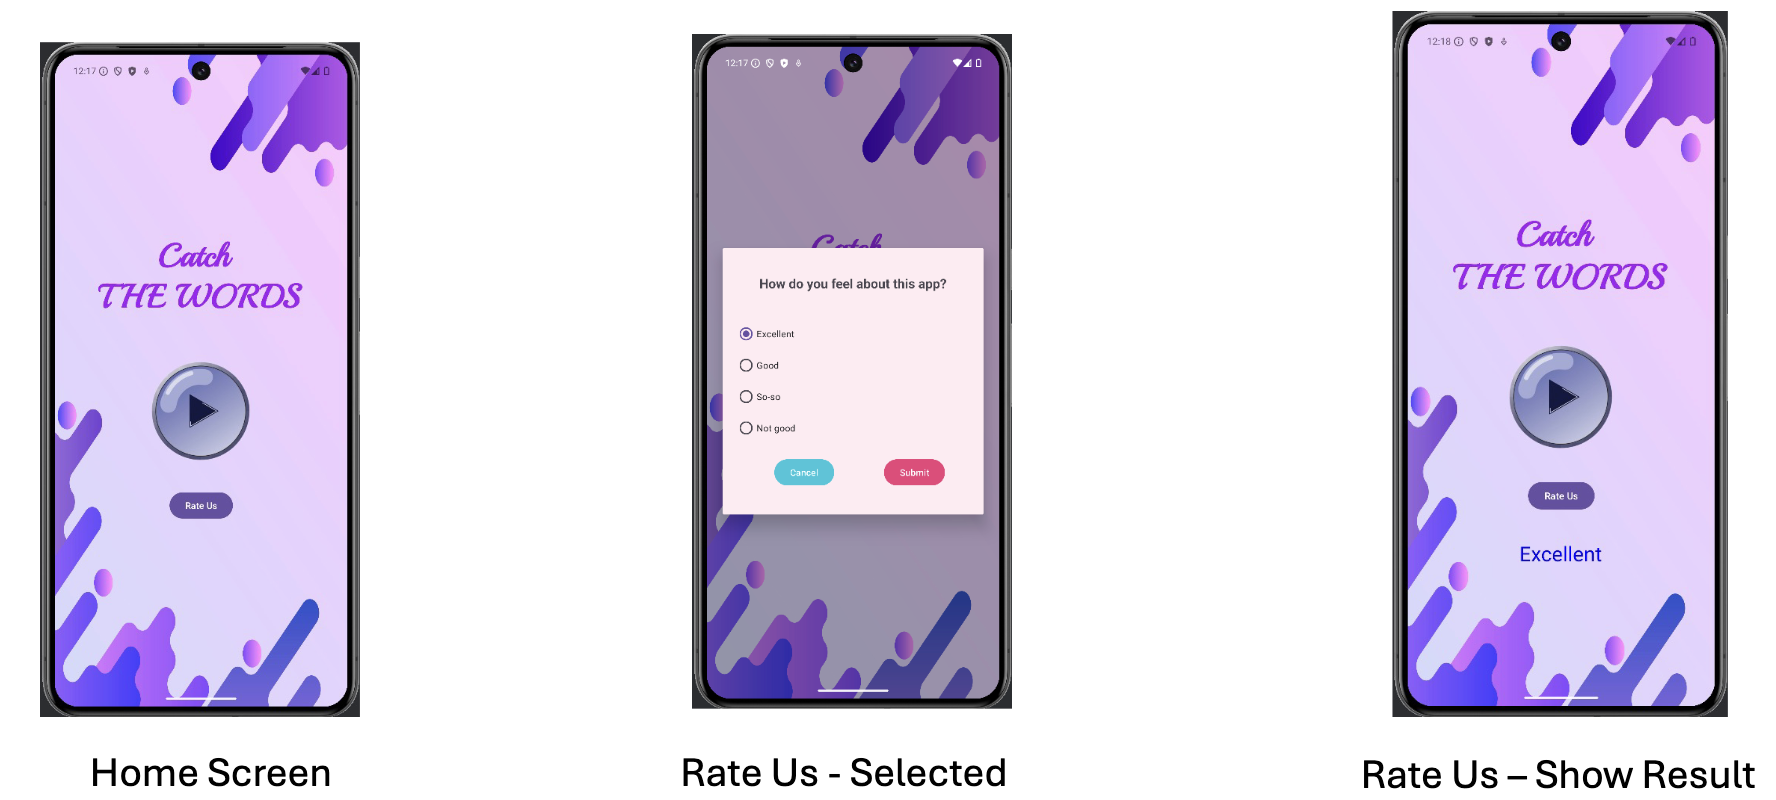 12:17
Catch
THE WORDS
Rate Us
Home Screen
12:17
Catch
How do you feel about this app?
Excellent
Good
So-so
Not good
Cancel
Submit
Rate Us - Selected
12:18
Catch
THE WORDS
Rate Us
Excellent
Rate Us – Show Result